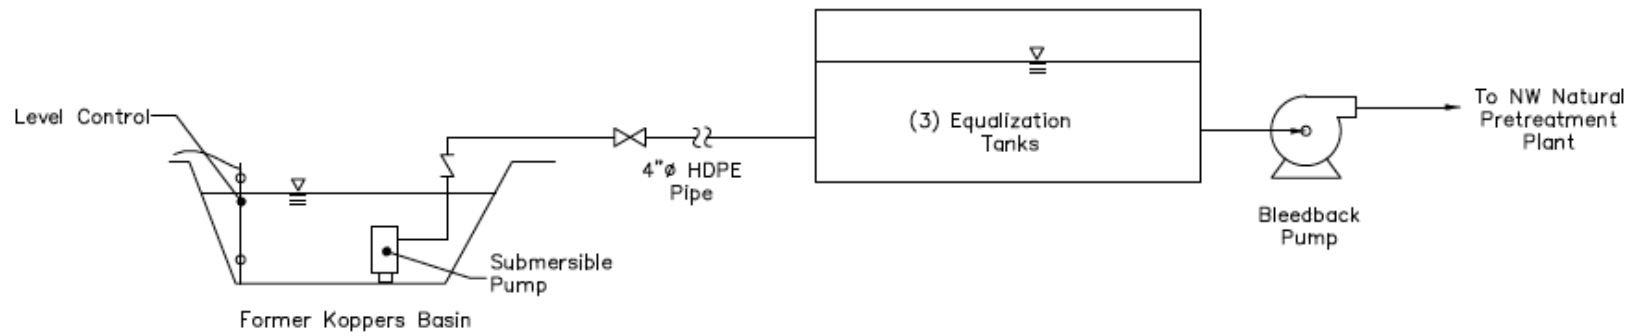 Level Control
Former Koppers Basin
Submersible
Pump
4"ø HDPE
Pipe
(3) Equalization
Tanks
Bleedback
Pump
To NW Natural
Pretreatment
Plant